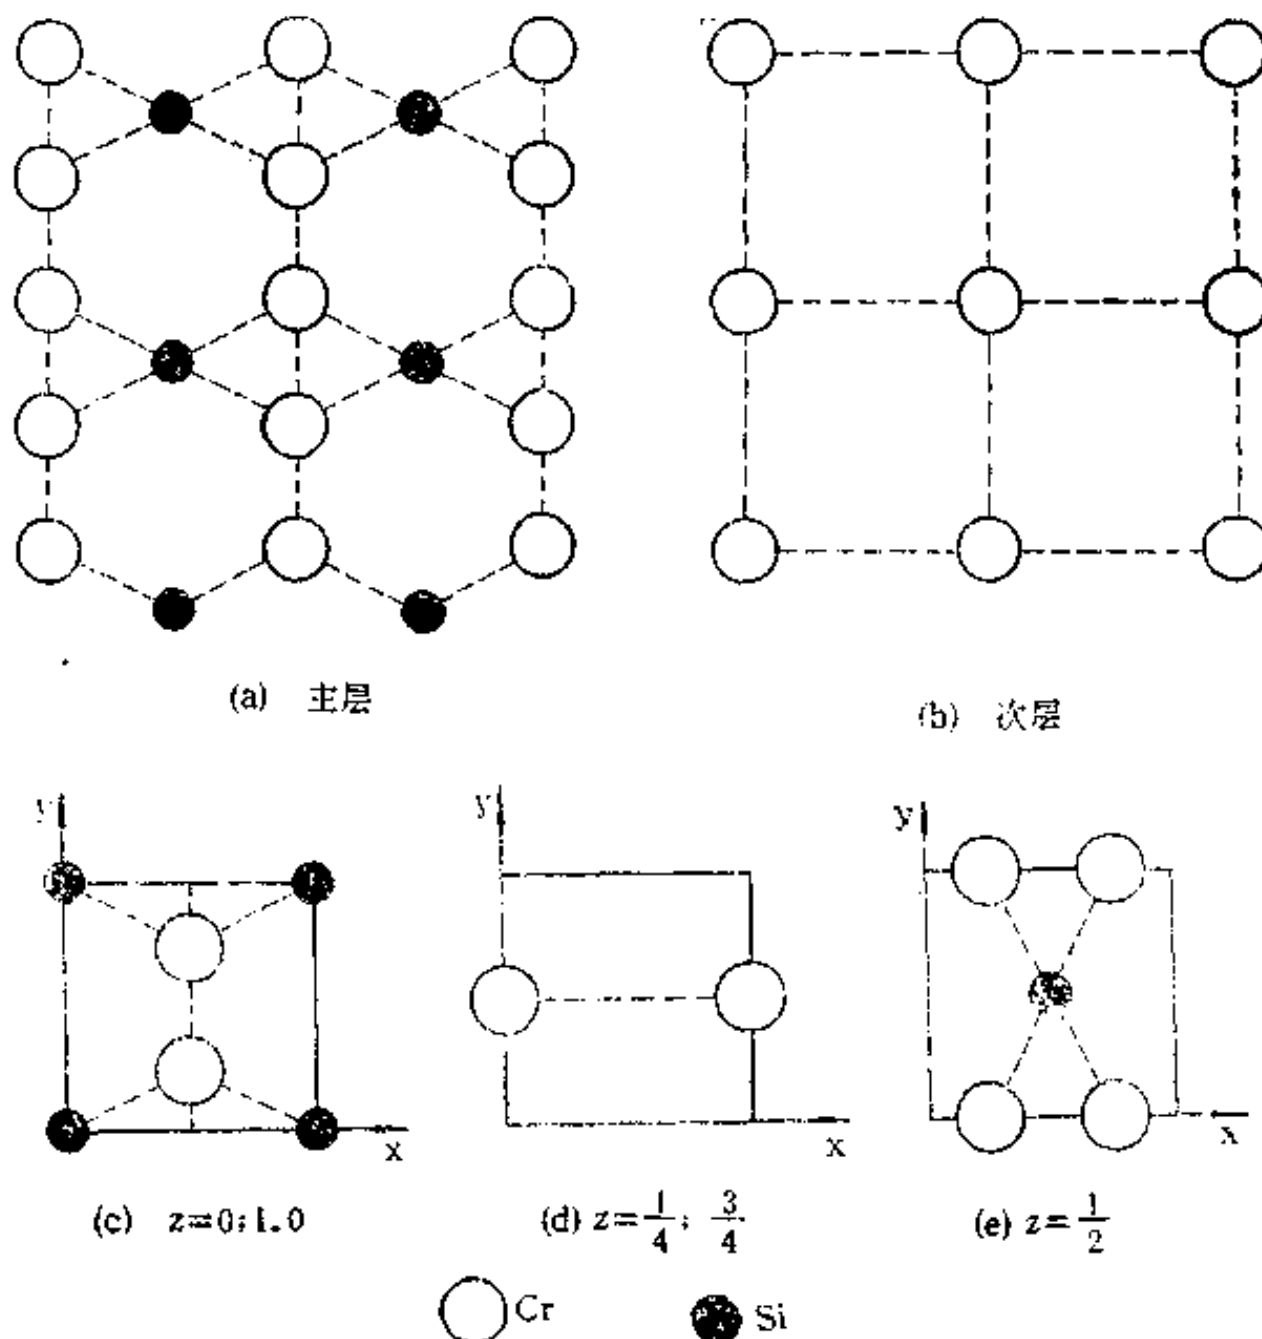 (a) 主层
(b) 次层
y
x
(c) z=0;1.0
y
x
(d) z=1/4; 3/4
y
x
(e) z=1/2
Cr
Si